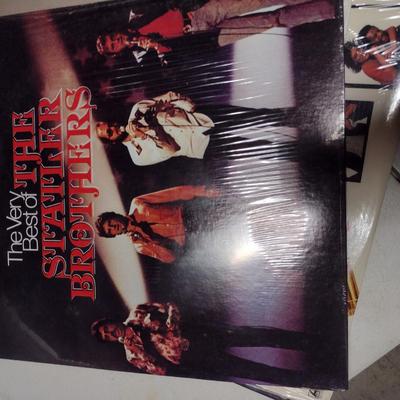 The Very
Best of THE
STATLER
BROTHERS